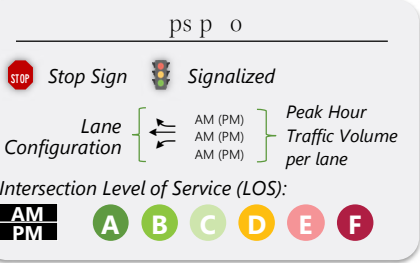 ps p o
STOP Stop Sign Signalized
Lane Configuration
AM (PM)
AM (PM)
AM (PM)
Peak Hour
Traffic Volume
per lane
Intersection Level of Service (LOS):
AM
PM
A B C D E F